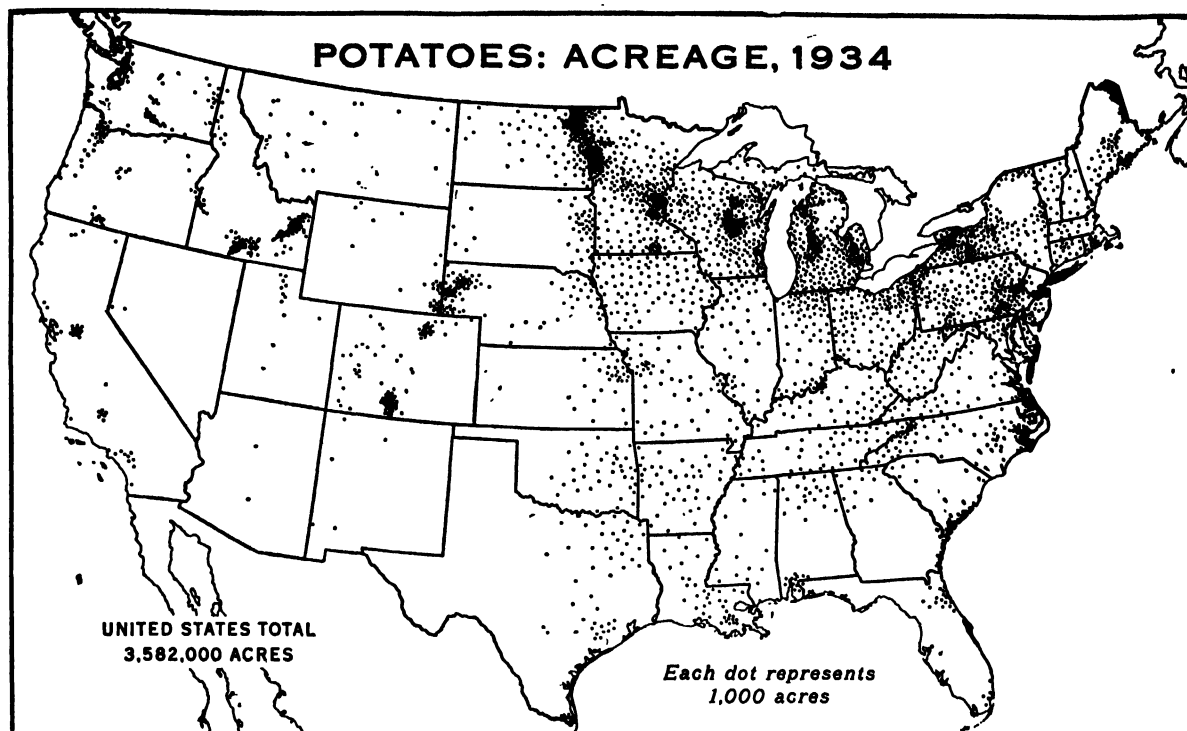 POTATOES: ACREAGE, 1934
UNITED STATES TOTAL
3,582,000 ACRES
Each dot represents
1,000 acres